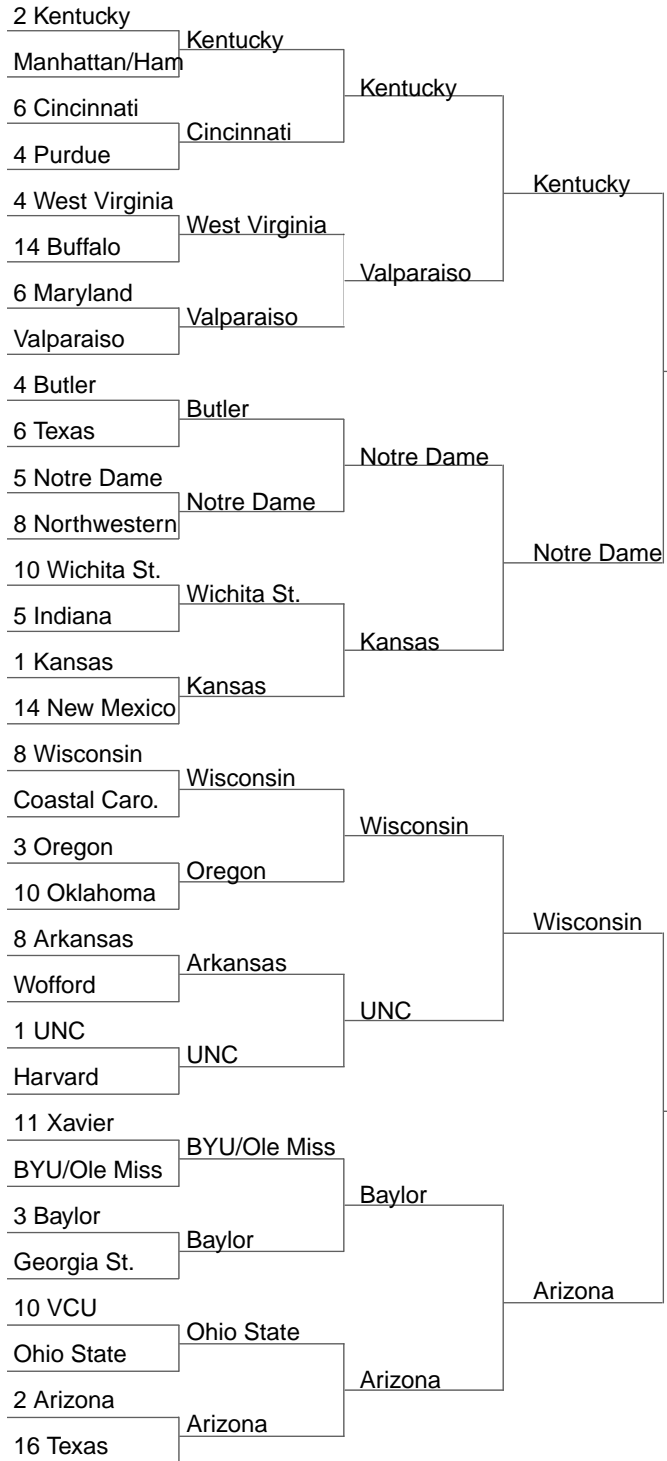 2 Kentucky
Manhattan/Ham
6 Cincinnati
4 Purdue
4 West Virginia
14 Buffalo
6 Maryland
Valparaiso
4 Butler
6 Texas
5 Notre Dame
8 Northwestern
10 Wichita St.
5 Indiana
1 Kansas
14 New Mexico
8 Wisconsin
Coastal Caro.
3 Oregon
10 Oklahoma
8 Arkansas
Wofford
1 UNC
Harvard
11 Xavier
BYU/Ole Miss
3 Baylor
Georgia St.
10 VCU
Ohio State
2 Arizona
16 Texas
Kentucky
Cincinnati
West Virginia
Valparaiso
Butler
Notre Dame
Wichita St.
Kansas
Wisconsin
Oregon
Arkansas
UNC
BYU/Ole Miss
Baylor
Ohio State
Arizona
Kentucky
Valparaiso
Notre Dame
Kansas
Wisconsin
UNC
Baylor
Arizona
Kentucky
Notre Dame
Wisconsin
Arizona